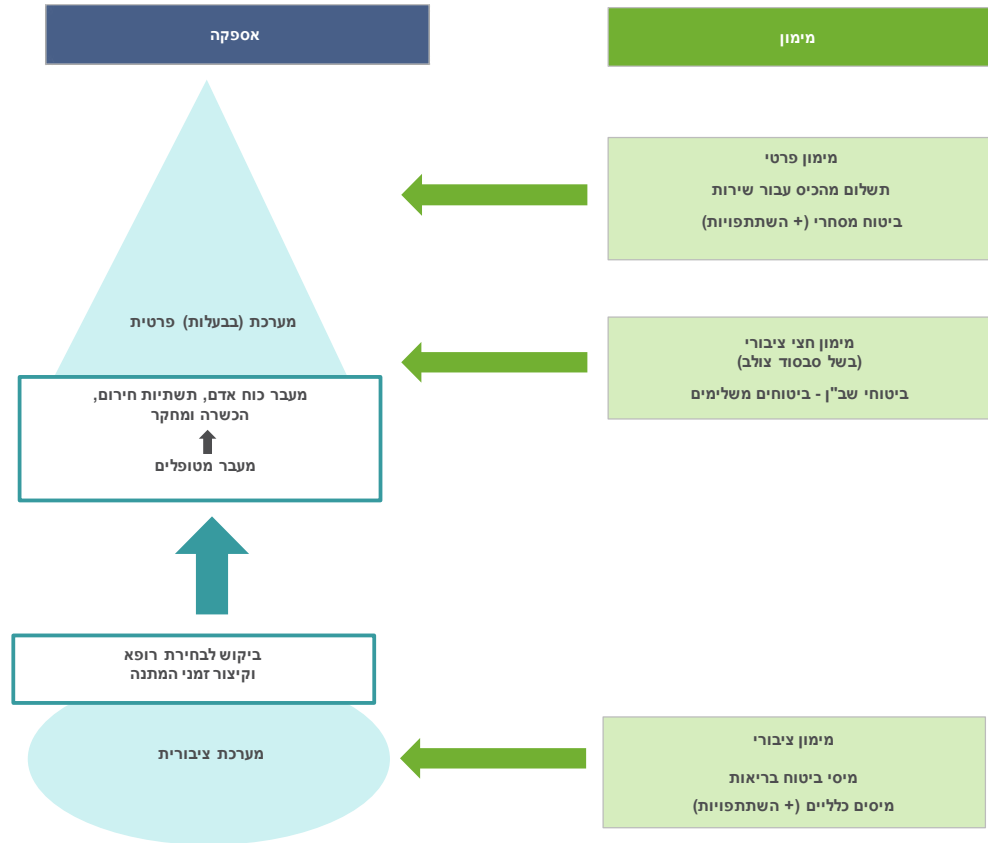 מימון
אספקה
מימון פרטי
תשלום מהכיס עבור שירות
ביטוח מסחרי (+ השתתפויות)
מערכת (בבעלות) פרטית
מימון חצי ציבורי
(בשל סבסוד צולב)
ביטוחי שב"ן - ביטוחים משלימים
מעבר כוח אדם, תשתיות חירום,
הכשרה ומחקר
מעבר מטופלים
ביקוש לבחירת רופא
וקיצור זמני המתנה
מערכת ציבורית
מימון ציבורי
מיסי ביטוח בריאות
מיסים כלליים (+ השתתפויות)